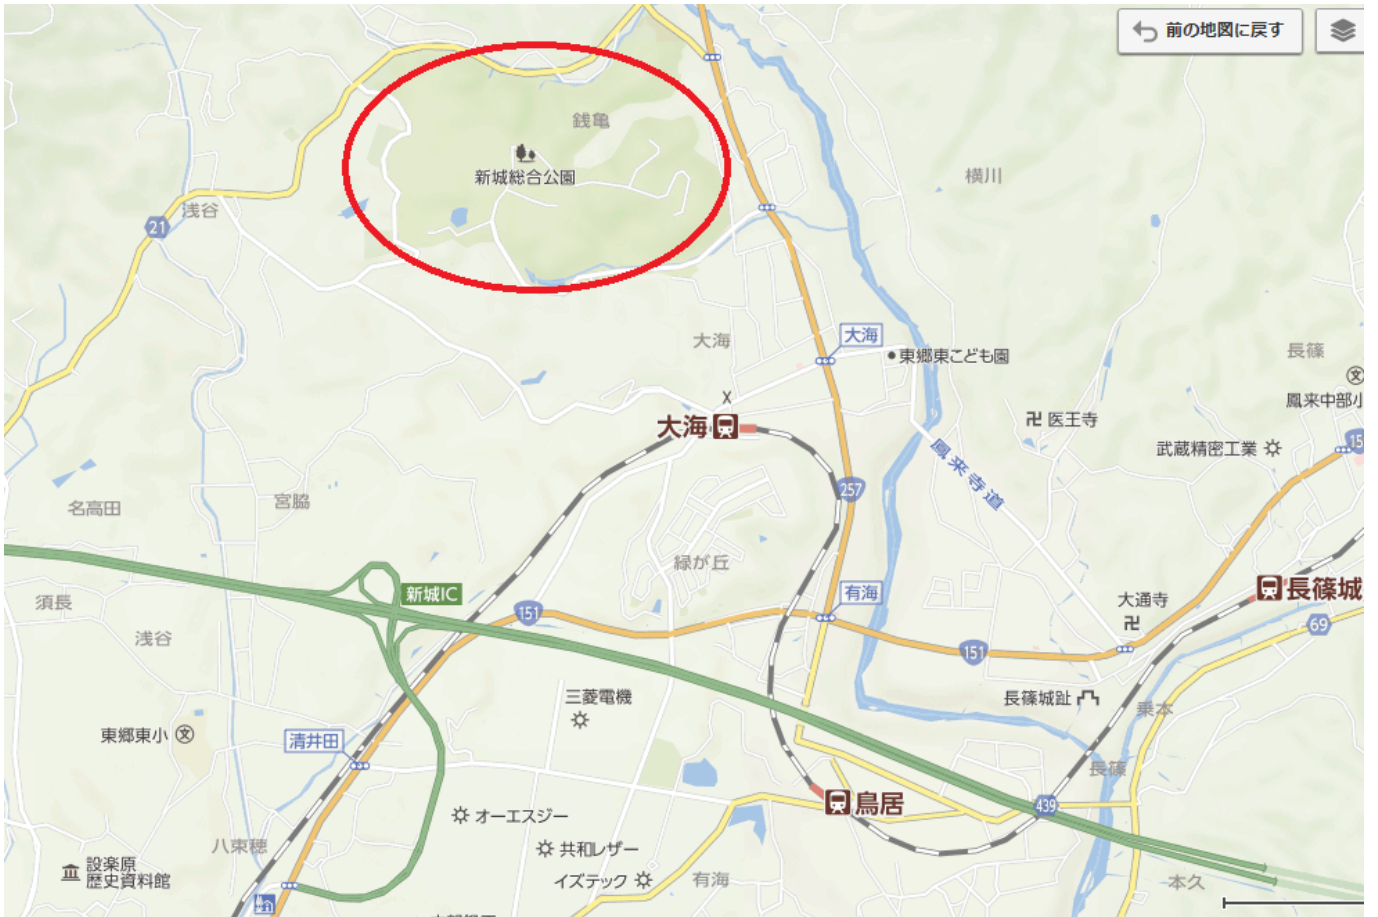 前の地図に戻す
銭亀
新城総合公園
横川
浅谷
21
大海
大海
東郷東こども園
長篠
文
鳳来中部小
大海
卍 医王寺
鳳来寺道
武蔵精密工業
15
257
名高田
宮脇
緑が丘
新城IC
有海
長篠城
須長
151
大通寺
卍
69
浅谷
151
三菱電機
長篠城趾
乗本
東郷東小 文
清井田
長篠
鳥居
439
オーエスジー
八束穂
共和レザー
設楽原
歴史資料館
イズテック
有海
本久